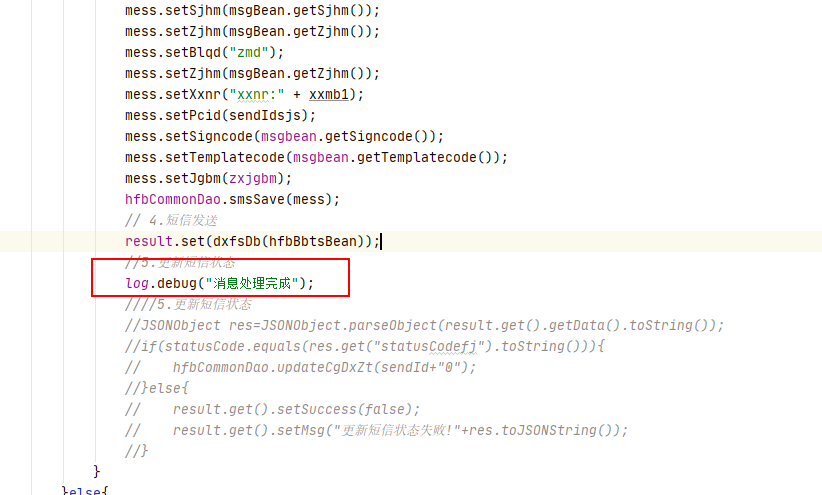 mess.setSjhm(msgBean.getSjhm());
mess.setZjhm(msgBean.getZjhm());
mess.setBlqd("zmd");
mess.setZjhm(msgBean.getZjhm());
mess.setXxnr("xxnr:" + xxmb1);
mess.setPcid(sendIdsjs);
mess.setSigncode(msgbean.getSigncode());
mess.setTemplatecode(msgbean.getTemplatecode());
mess.setJgbm(zxjgbm);
hfbCommonDao.smsSave(mess);
// 4.短信发送
result.set(dxfsDb(hfbBbtsBean));
//5.更新短信状态
log.debug("消息处理完成");
////5.更新短信状态
//JSONObject res=JSONObject.parseObject(result.get().getData().toString());
//if(statusCode.equals(res.get("statusCodefj").toString())){
//    hfbCommonDao.updateCgDxZt(sendId+"0");
//}else{
//    result.get().setSuccess(false);
//    result.get().setMsg("更新短信状态失败!"+res.toJSONString());
//}
}
}else{